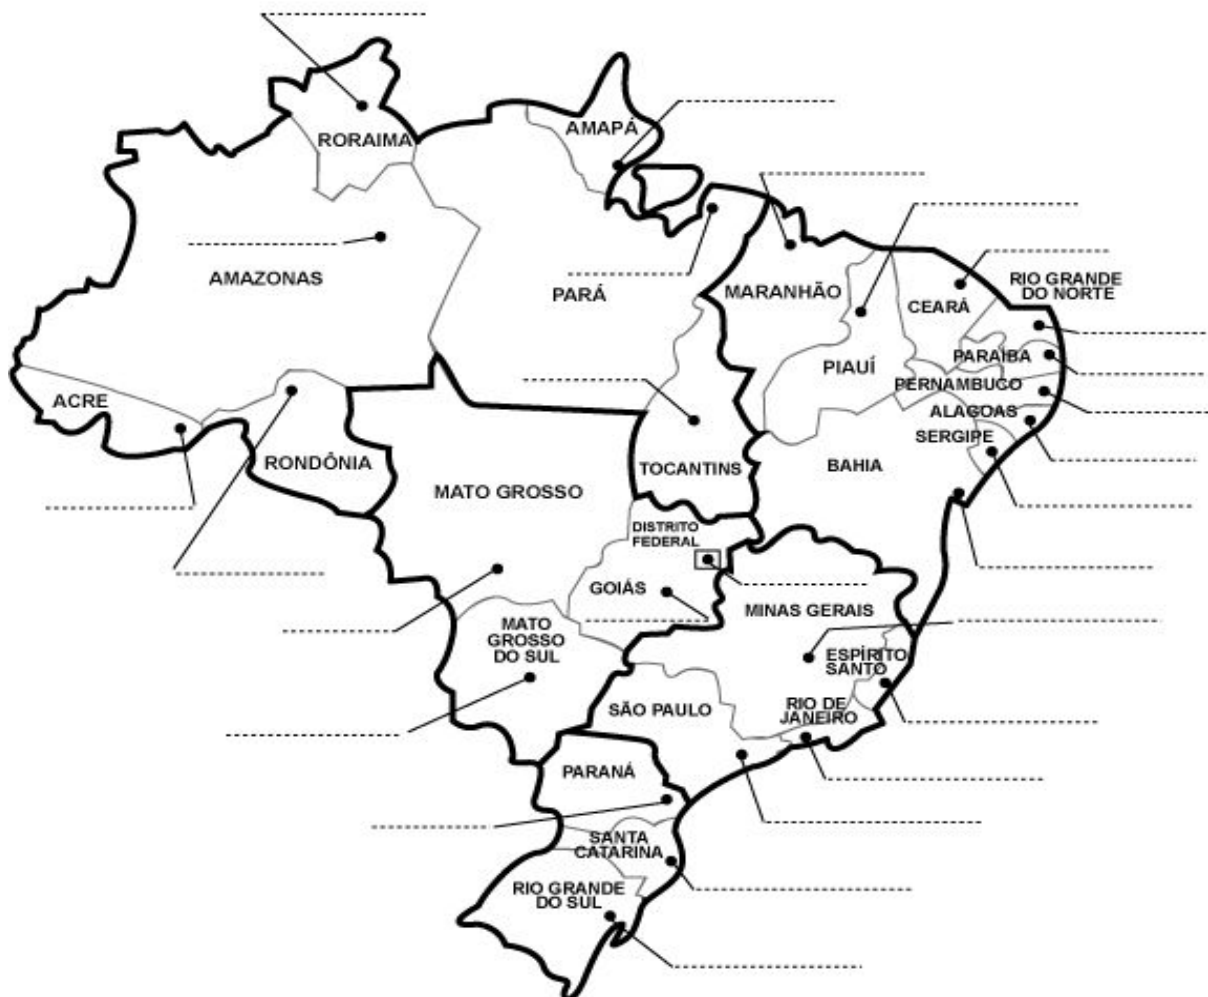 RORAIMA
AMAPÁ
AMAZONAS
PARÁ
MARANHÃO
CEARÁ
RIO GRANDE
DO NORTE
PIAUÍ
PARAÍBA
PERNAMBUCO
ALAGOAS
SERGIPE
ACRE
RONDÔNIA
TOCANTINS
BAHIA
MATO GROSSO
DISTRITO
FEDERAL
GOIÁS
MINAS GERAIS
MATO
GROSSO
DO SUL
ESPÍRITO
SANTO
SÃO PAULO
RIO DE
JANEIRO
PARANÁ
SANTA
CATARINA
RIO GRANDE
DO SUL